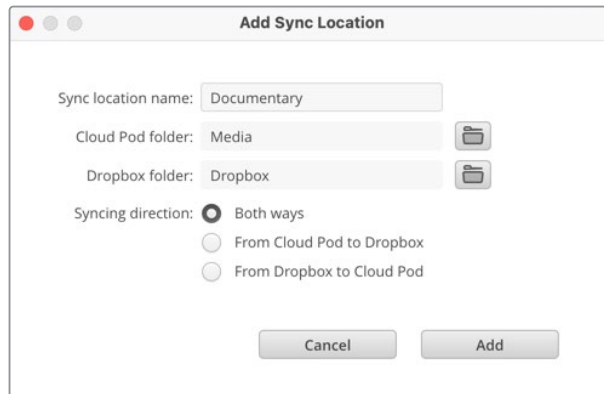 Add Sync Location
Sync location name: Documentary
Cloud Pod folder: Media
Dropbox folder: Dropbox
Syncing direction: Both ways
From Cloud Pod to Dropbox
From Dropbox to Cloud Pod
Cancel Add